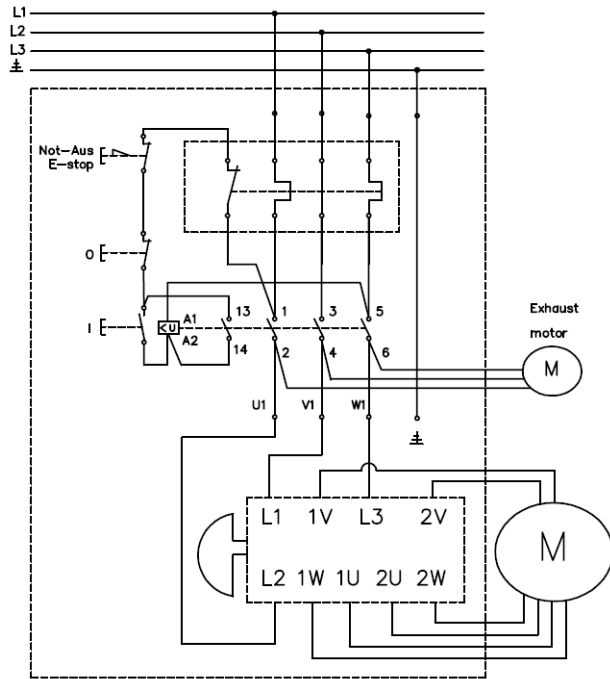 L1
L2
L3
Not-Aus
E-stop
O
I
<U
A1
A2
13
14
1
2
3
4
5
6
Exhaust
motor
M
U1
V1
W1
L1 1V L3 2V
L2 1W 1U 2U 2W
M